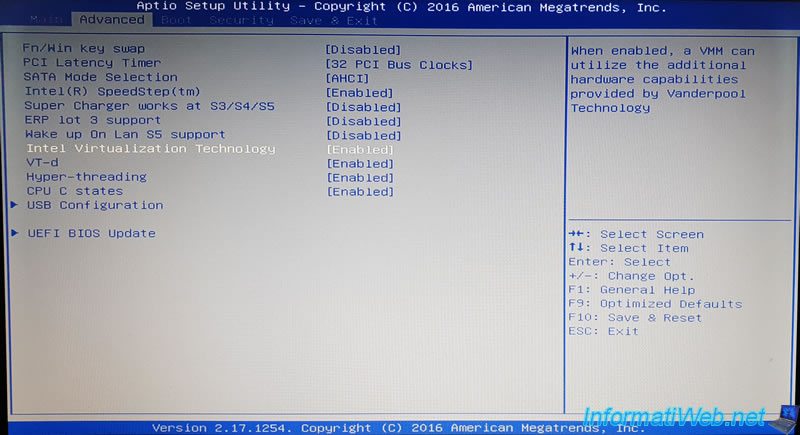 Aptio Setup Utility - Copyright (C) 2016 American Megatrends, Inc.
Main Advanced Boot Security Save & Exit
Fn/Win key swap [Disabled]
PCI Latency Timer [32 PCI Bus Clocks]
SATA Mode Selection [AHCI]
Intel(R) SpeedStep(tm) [Enabled]
Super Charger works at S3/S4/S5 [Disabled]
ERP lot 3 support [Disabled]
Wake up On Lan S5 support [Disabled]
Intel Virtualization Technology [Enabled]
VT-d [Enabled]
Hyper-threading [Enabled]
CPU C states [Enabled]
USB Configuration
UEFI BIOS Update
When enabled, a VMM can
utilize the additional
hardware capabilities
provided by Vanderpool
Technology
→←: Select Screen
↑↓: Select Item
Enter: Select
+/-: Change Opt.
F1: General Help
F9: Optimized Defaults
F10: Save & Reset
ESC: Exit
InformatiWeb.net
Version 2.17.1254. Copyright (C) 2016 American Megatrends, Inc.